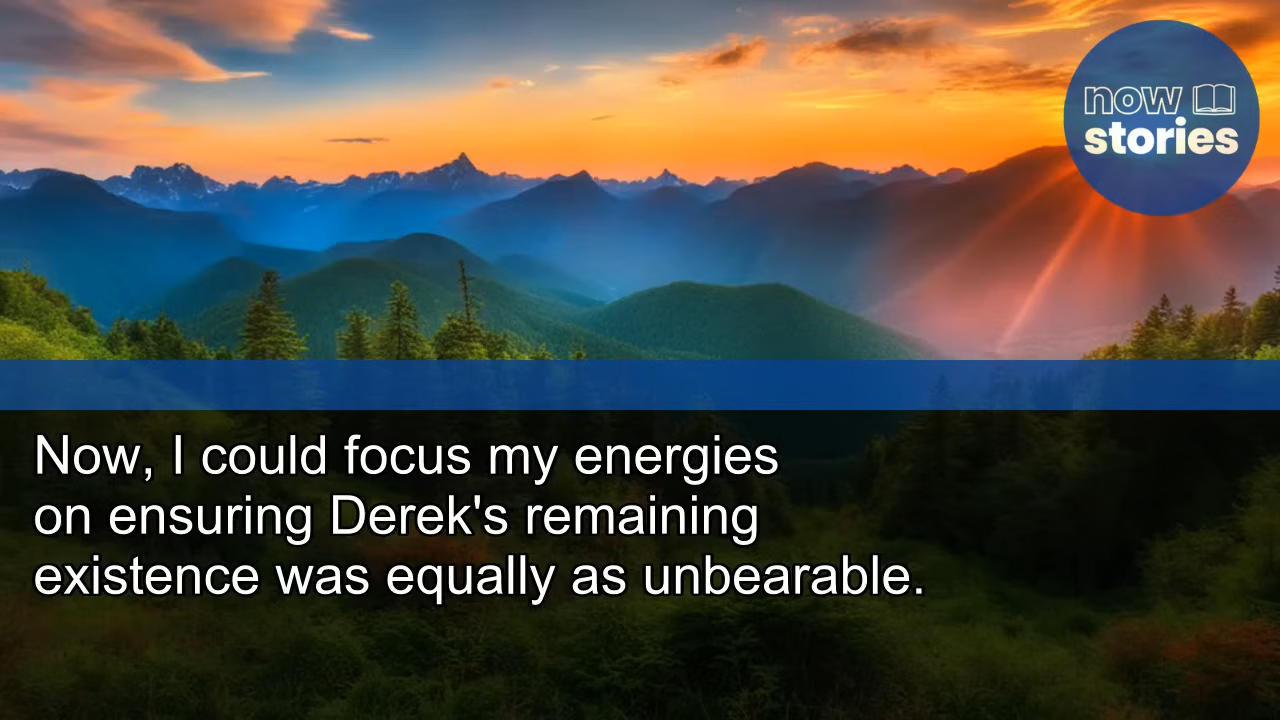 now
stories
Now, I could focus my energies
on ensuring Derek's remaining
existence was equally as unbearable.